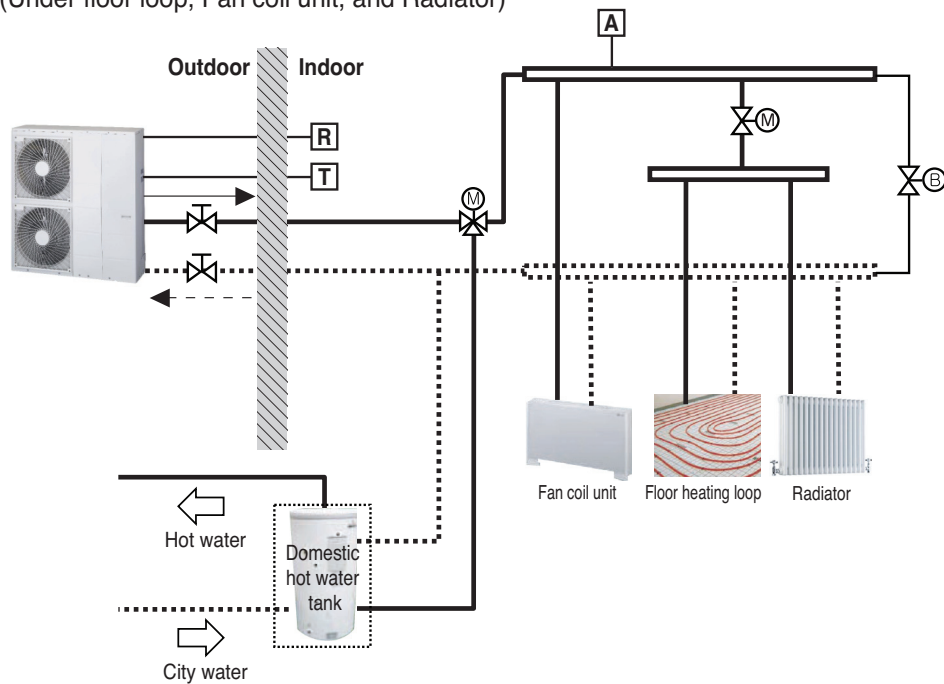 (Under floor loop, Fan coil unit, and Radiator)
A
Outdoor
Indoor
R
M
T
B
M
Fan coil unit
Floor heating loop
Radiator
Hot water
Domestic
hot water
tank
City water